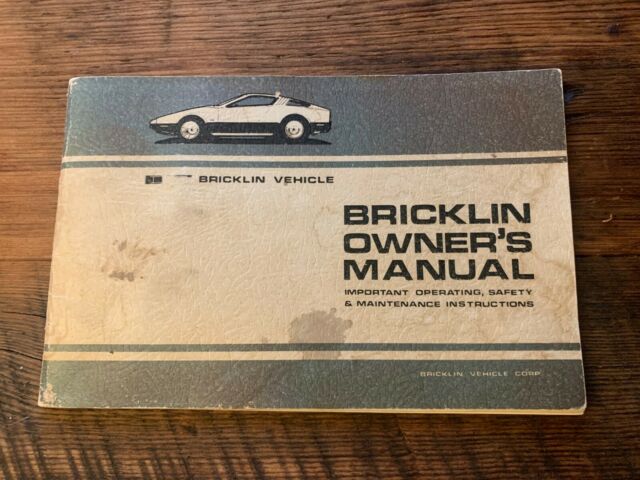 BRICKLIN VEHICLE
BRICKLIN
OWNER'S
MANUAL
IMPORTANT OPERATING, SAFETY
& MAINTENANCE INSTRUCTIONS
BRICKLIN VEHICLE CORP